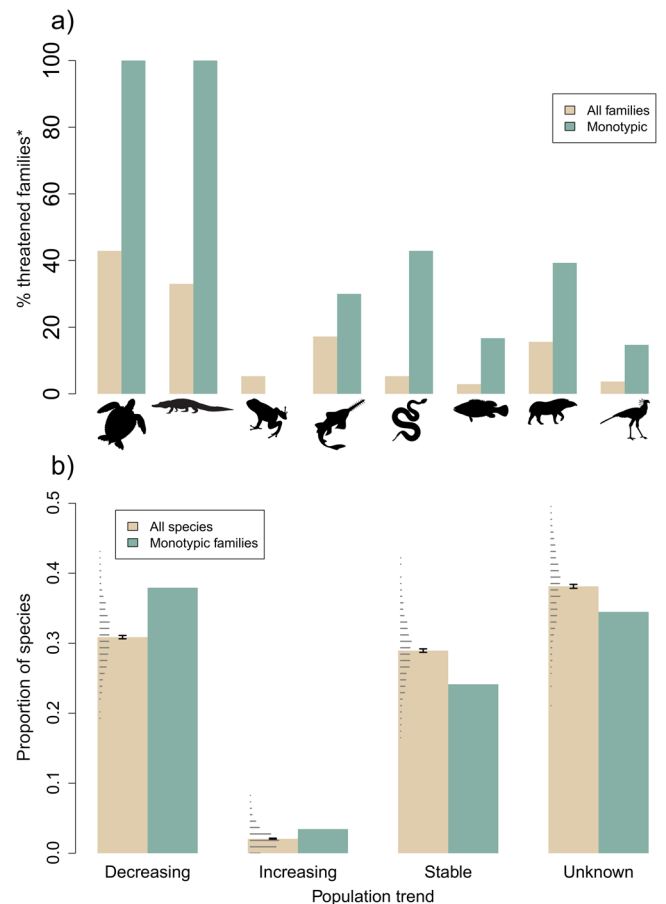 a)
% threatened families*
100
80
60
40
20
0
All families
Monotypic
b)
Proportion of species
0.5
0.4
0.3
0.2
0.1
0.0
All species
Monotypic families
Decreasing Increasing Stable Unknown
Population trend